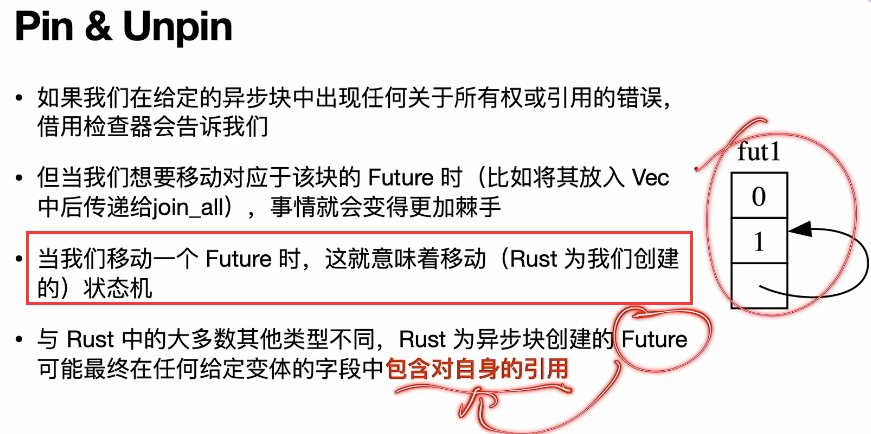 Pin & Unpin
• 如果我们在给定的异步块中出现任何关于所有权或引用的错误，
借用检查器会告诉我们
• 但当我们想要移动对应于该块的 Future 时（比如将其放入 Vec
中后传递给join_all），事情就会变得更加棘手
• 当我们移动一个 Future 时，这就意味着移动（Rust 为我们创建
的）状态机
• 与 Rust 中的大多数其他类型不同，Rust 为异步块创建的 Future
可能最终在任何给定变体的字段中包含对自身的引用
fut1
0
1